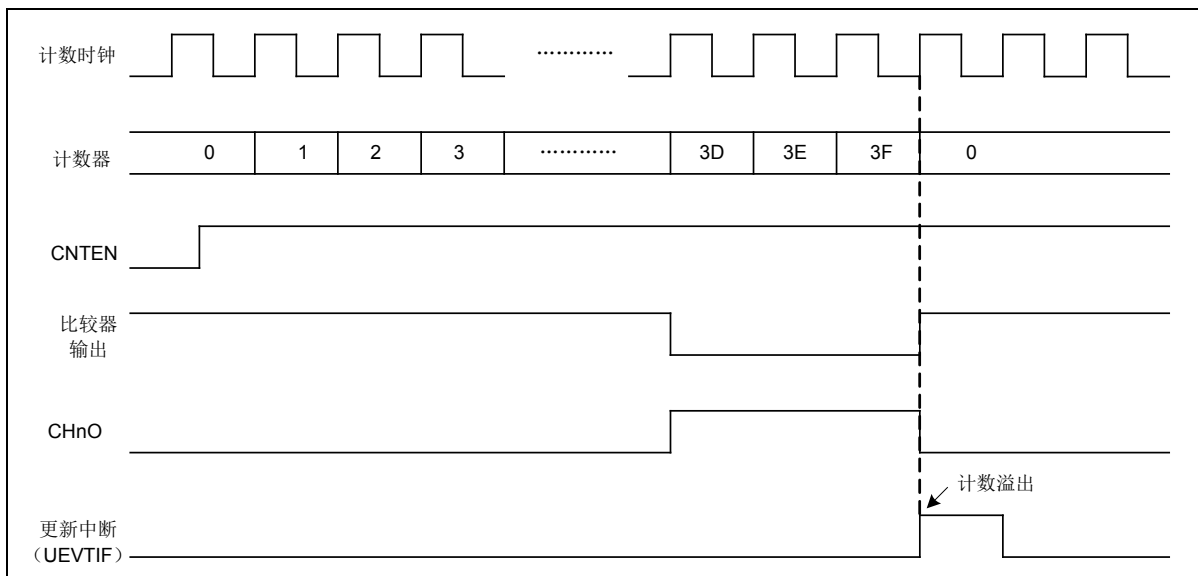 计数时钟
…………
计数器
0 1 2 3 ………… 3D 3E 3F 0
CNTEN
比较器
输出
CHnO
计数溢出
更新中断
（UEVTIF）